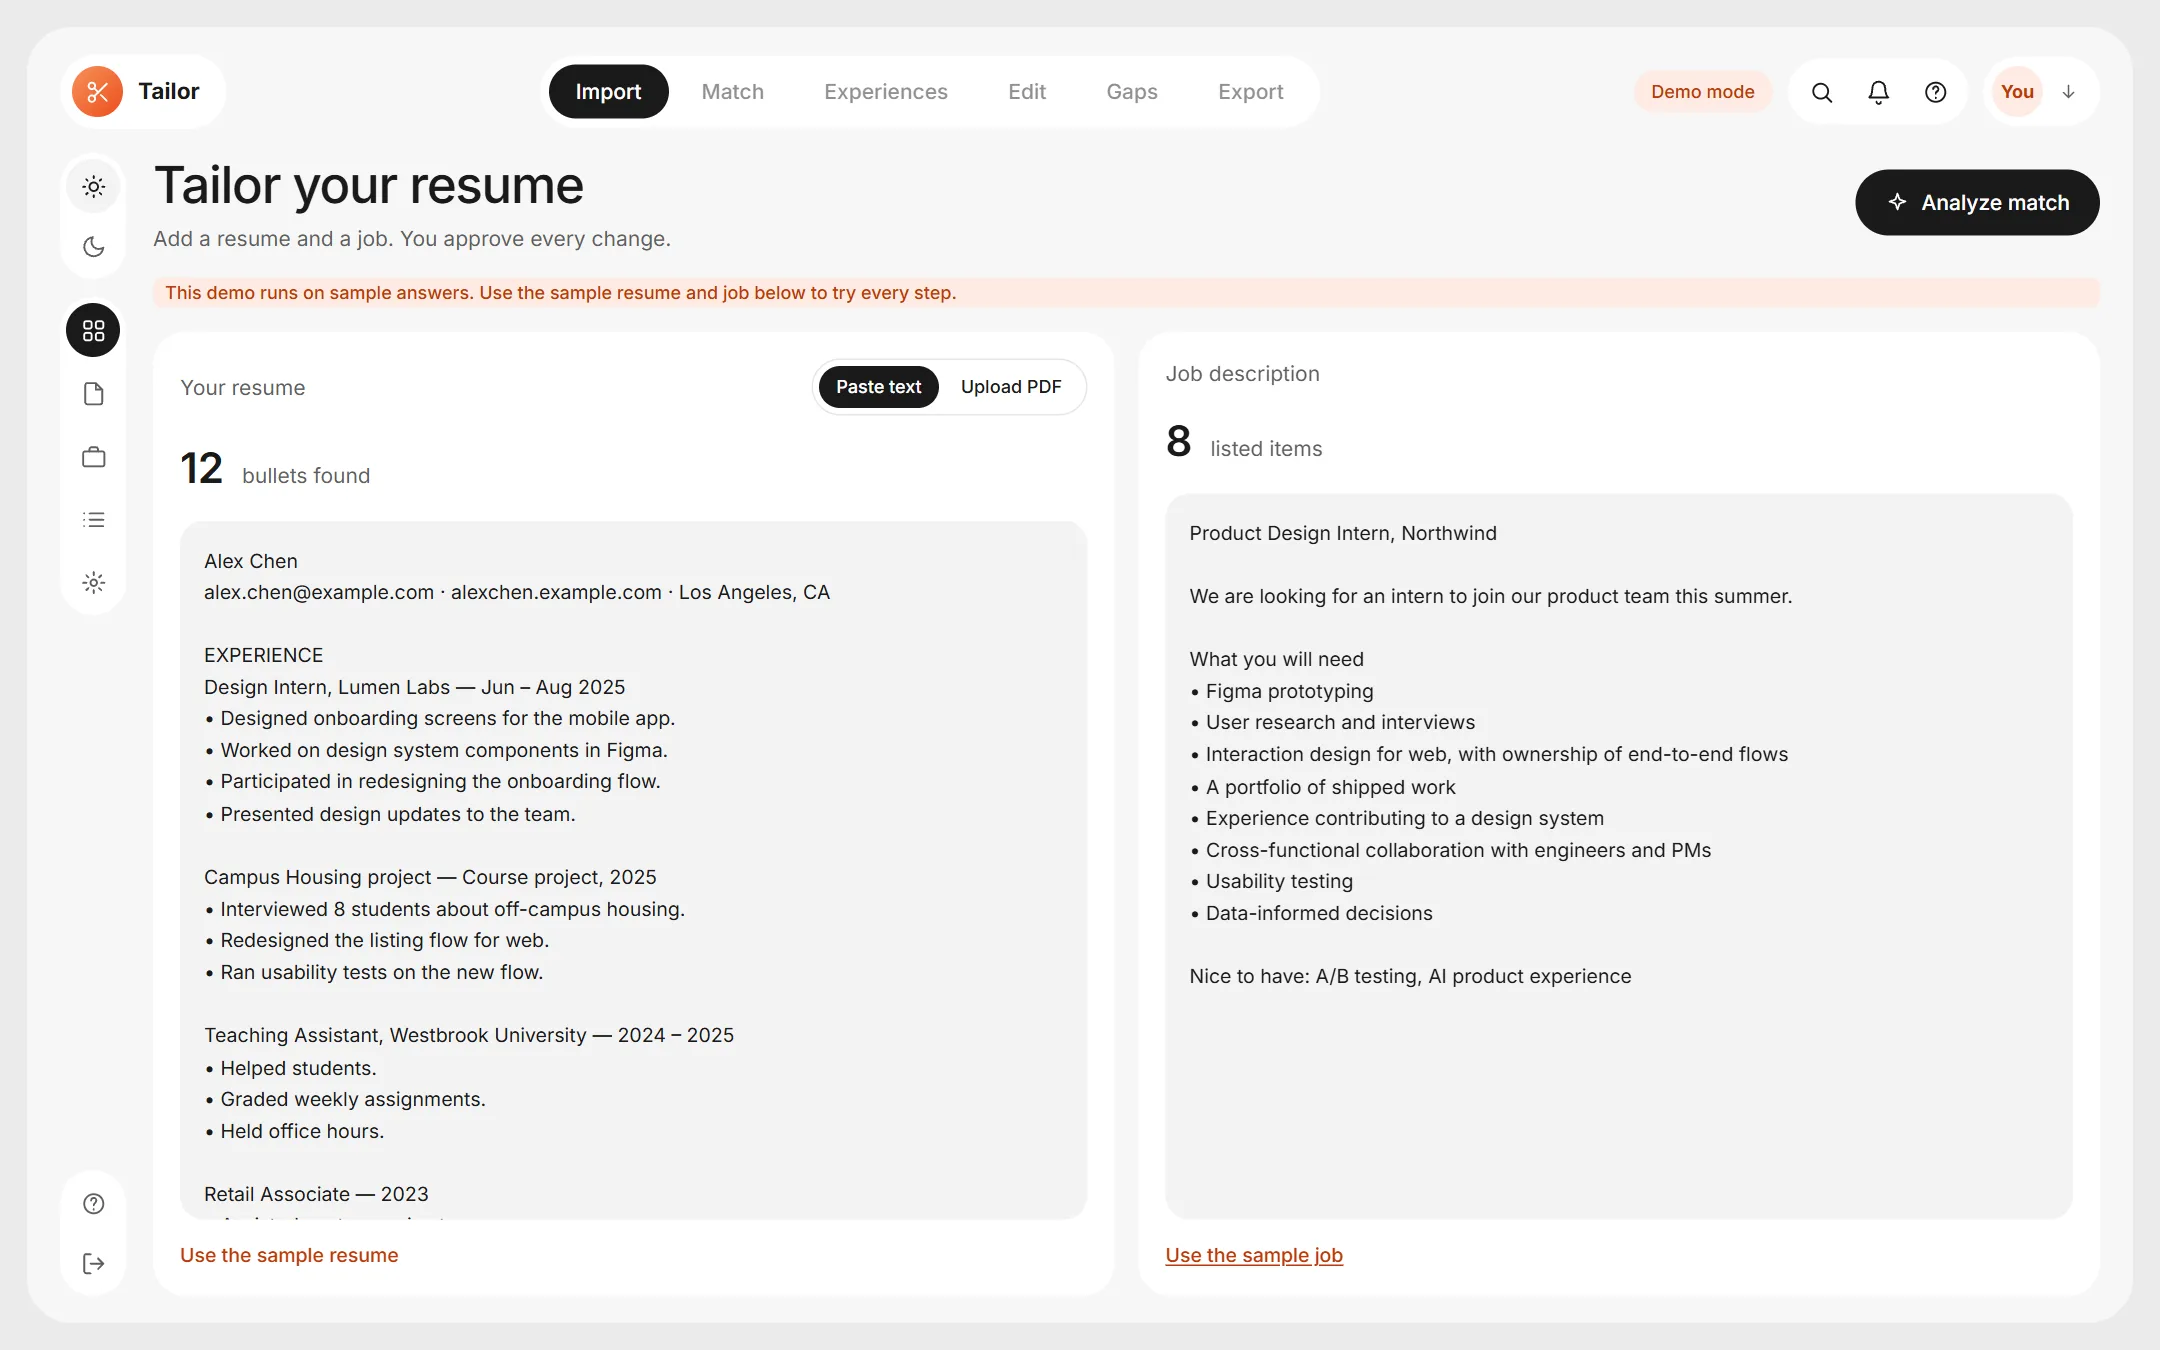 Tailor
Import
Match
Experiences
Edit
Gaps
Export
Demo mode
You
Tailor your resume
Add a resume and a job. You approve every change.
Analyze match
This demo runs on sample answers. Use the sample resume and job below to try every step.
Your resume
Paste text
Upload PDF
12 bullets found
Alex Chen
alex.chen@example.com · alexchen.example.com · Los Angeles, CA
EXPERIENCE
Design Intern, Lumen Labs — Jun – Aug 2025
• Designed onboarding screens for the mobile app.
• Worked on design system components in Figma.
• Participated in redesigning the onboarding flow.
• Presented design updates to the team.
Campus Housing project — Course project, 2025
• Interviewed 8 students about off-campus housing.
• Redesigned the listing flow for web.
• Ran usability tests on the new flow.
Teaching Assistant, Westbrook University — 2024 – 2025
• Helped students.
• Graded weekly assignments.
• Held office hours.
Retail Associate — 2023
Use the sample resume
Job description
8 listed items
Product Design Intern, Northwind
We are looking for an intern to join our product team this summer.
What you will need
• Figma prototyping
• User research and interviews
• Interaction design for web, with ownership of end-to-end flows
• A portfolio of shipped work
• Experience contributing to a design system
• Cross-functional collaboration with engineers and PMs
• Usability testing
• Data-informed decisions
Nice to have: A/B testing, AI product experience
Use the sample job